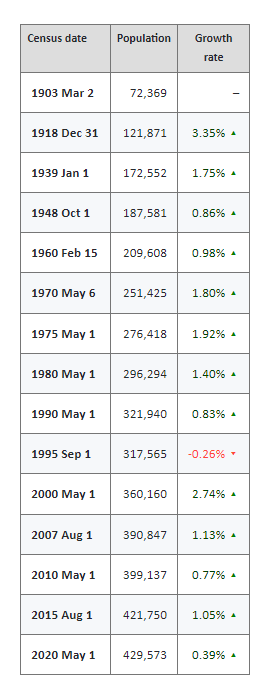 Census date Population Growth rate
1903 Mar 2 72,369 –
1918 Dec 31 121,871 3.35% ▲
1939 Jan 1 172,552 1.75% ▲
1948 Oct 1 187,581 0.86% ▲
1960 Feb 15 209,608 0.98% ▲
1970 May 6 251,425 1.80% ▲
1975 May 1 276,418 1.92% ▲
1980 May 1 296,294 1.40% ▲
1990 May 1 321,940 0.83% ▲
1995 Sep 1 317,565 -0.26% ▼
2000 May 1 360,160 2.74% ▲
2007 Aug 1 390,847 1.13% ▲
2010 May 1 399,137 0.77% ▲
2015 Aug 1 421,750 1.05% ▲
2020 May 1 429,573 0.39% ▲